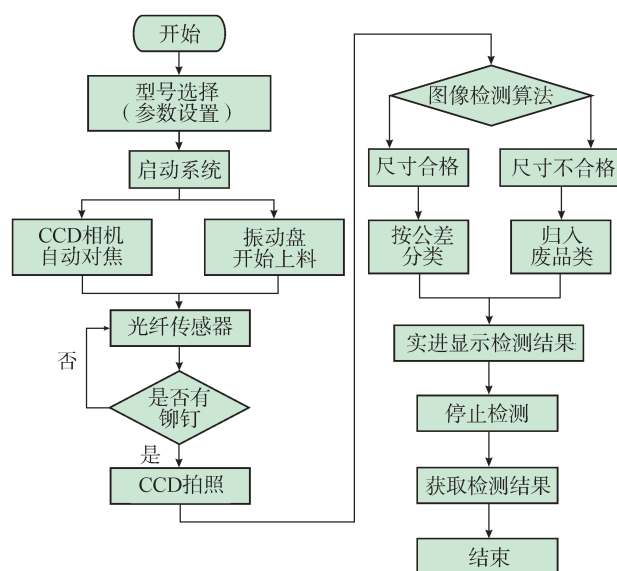 开始
型号选择
（参数设置）
启动系统
CCD相机
自动对焦
振动盘
开始上料
光纤传感器
否
是否有
铆钉
是
CCD拍照
图像检测算法
尺寸合格
尺寸不合格
按公差
分类
归入
废品类
实进显示检测结果
停止检测
获取检测结果
结束